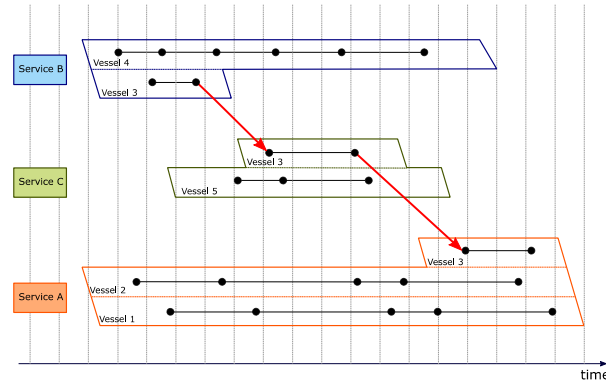 Vessel 4
Service B
Vessel 3
Vessel 3
Service C
Vessel 5
Vessel 3
Vessel 2
Service A
Vessel 1
time